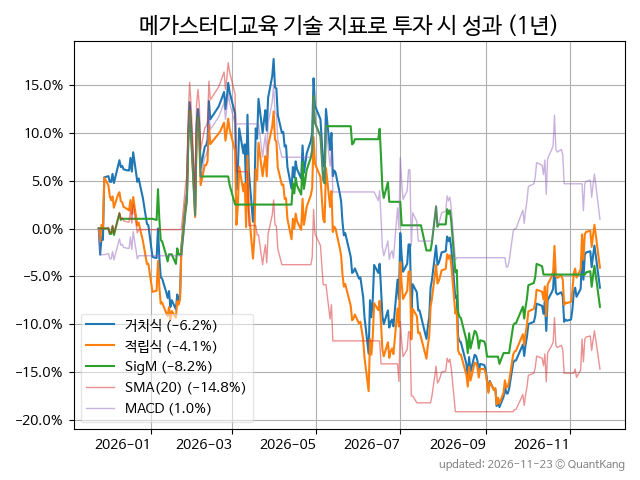 메가스터디교육 기술 지표로 투자 시 성과 (1년)
15.0%
10.0%
5.0%
0.0%
−5.0%
−10.0%
−15.0%
−20.0%
거치식 (−6.2%)
적립식 (−4.1%)
SigM (−8.2%)
SMA(20) (−14.8%)
MACD (1.0%)
2026−01 2026−03 2026−05 2026−07 2026−09 2026−11
updated: 2026−11−23 ⓒ QuantKang